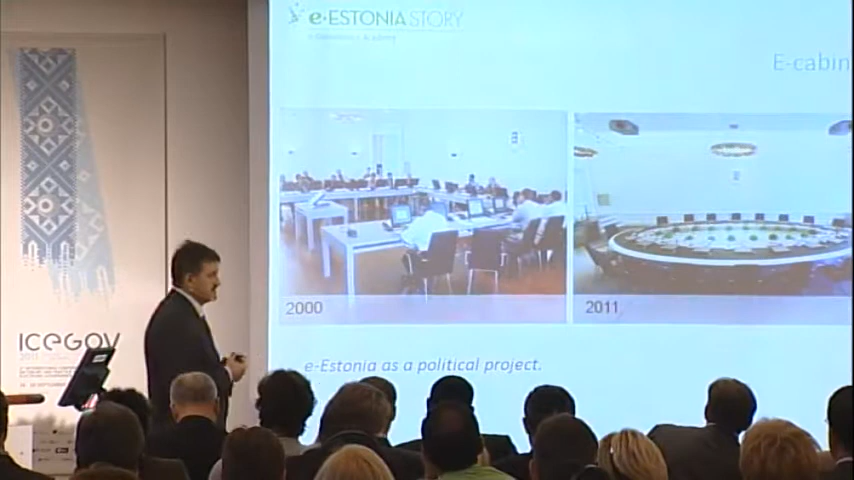 e-ESTONIA STORY
E-cabin
2000
2011
e-Estonia as a political project.
ICEGOV
2011